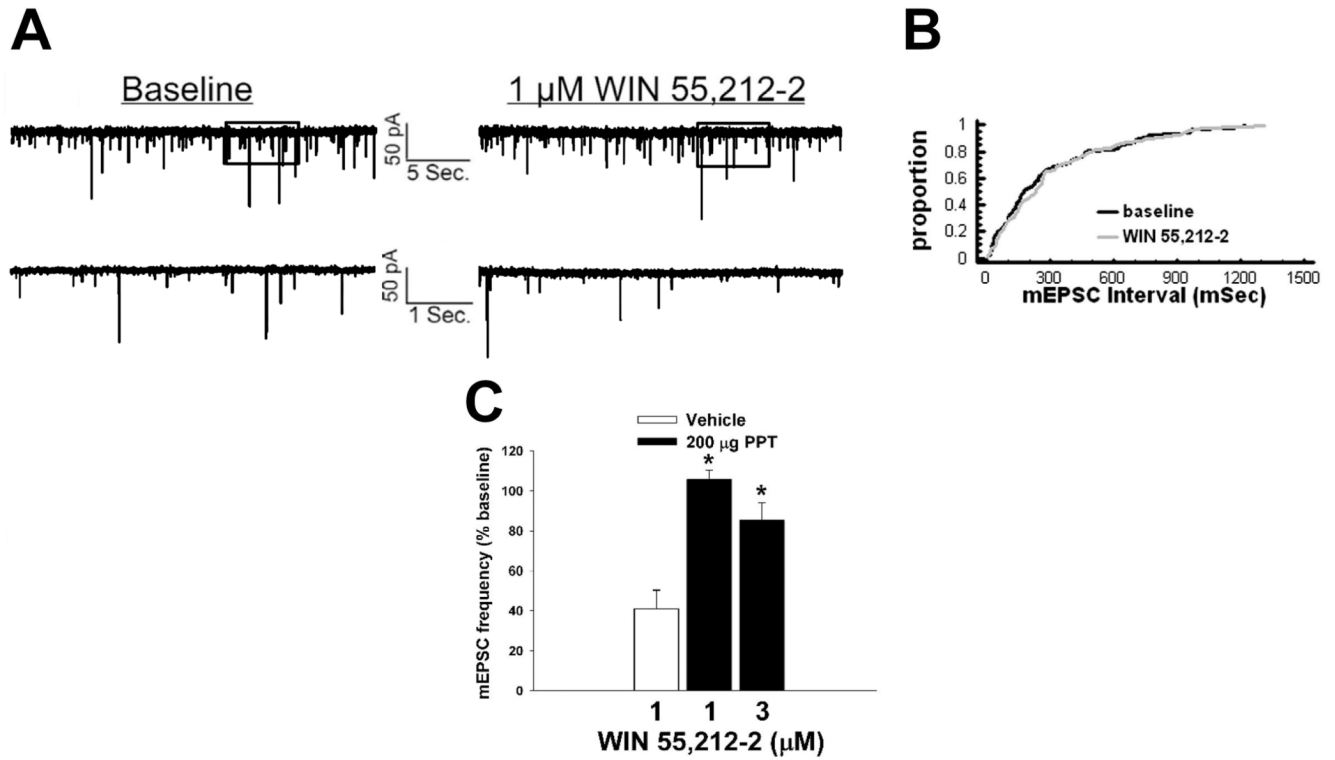 A
Baseline
1 µM WIN 55,212-2
50 pA
5 Sec.
50 pA
1 Sec.
B
proportion
1
0.8
0.6
0.4
0.2
0
baseline
WIN 55,212-2
0 300 600 900 1200 1500
mEPSC Interval (mSec)
C
Vehicle
200 µg PPT
mEPSC frequency (% baseline)
120
100
80
60
40
20
0
* *
1 1 3
WIN 55,212-2 (µM)